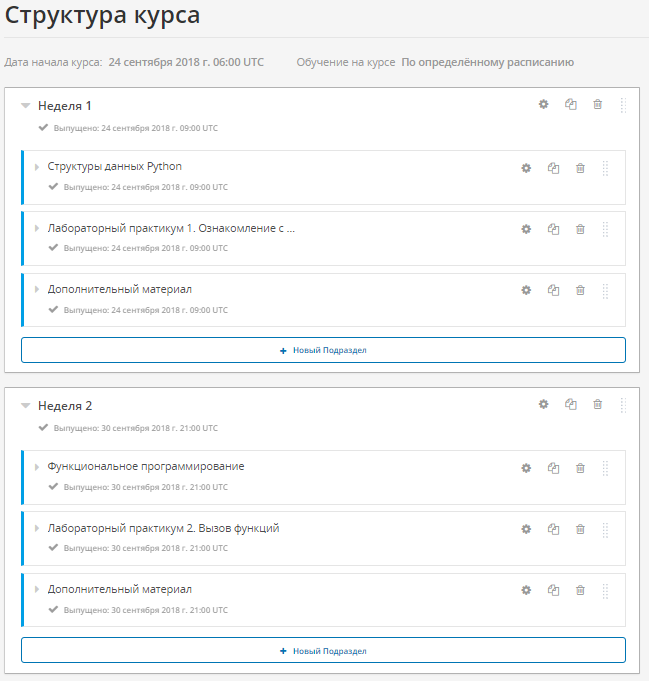 Структура курса
Дата начала курса: 24 сентября 2018 г. 06:00 UTC Обучение на курсе По определённому расписанию
Неделя 1
Выпущено: 24 сентября 2018 г. 09:00 UTC
Структуры данных Python
Выпущено: 24 сентября 2018 г. 09:00 UTC
Лабораторный практикум 1. Ознакомление с ...
Выпущено: 24 сентября 2018 г. 09:00 UTC
Дополнительный материал
Выпущено: 24 сентября 2018 г. 09:00 UTC
+ Новый Подраздел
Неделя 2
Выпущено: 30 сентября 2018 г. 21:00 UTC
Функциональное программирование
Выпущено: 30 сентября 2018 г. 21:00 UTC
Лабораторный практикум 2. Вызов функций
Выпущено: 30 сентября 2018 г. 21:00 UTC
Дополнительный материал
Выпущено: 30 сентября 2018 г. 21:00 UTC
+ Новый Подраздел